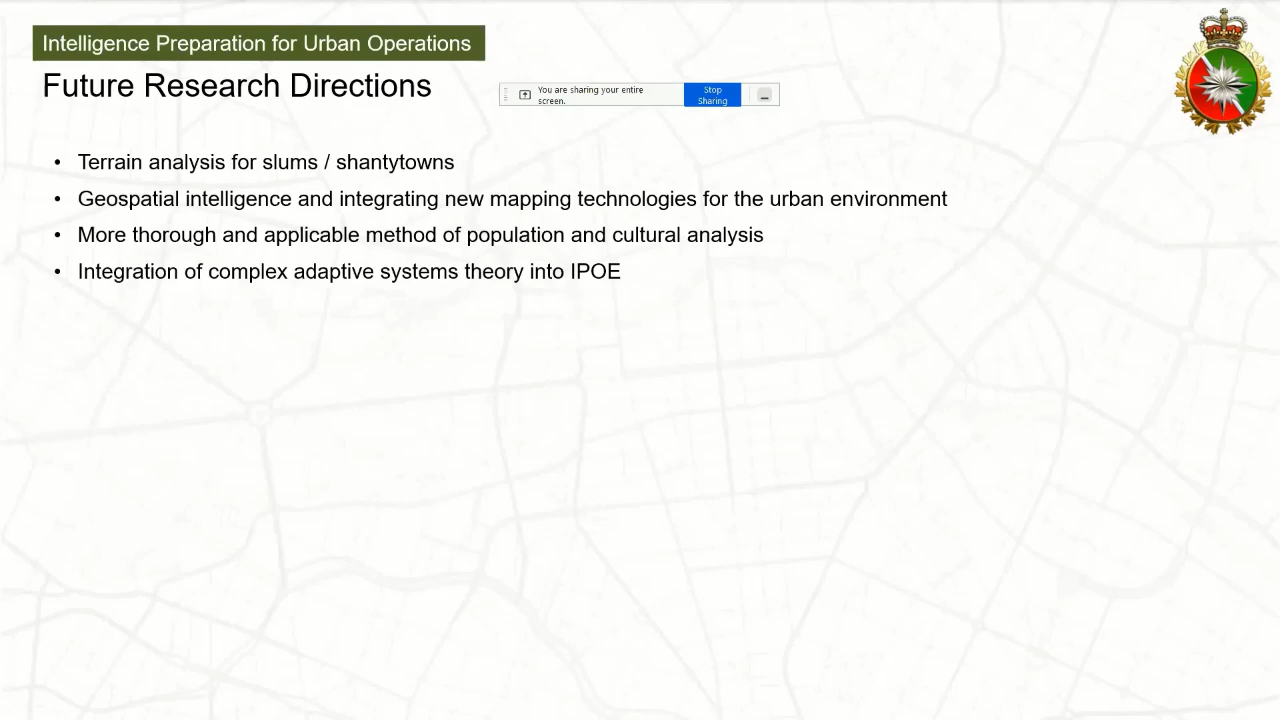 Intelligence Preparation for Urban Operations
Future Research Directions
You are sharing your entire
screen.
Stop
Sharing
• Terrain analysis for slums / shantytowns
• Geospatial intelligence and integrating new mapping technologies for the urban environment
• More thorough and applicable method of population and cultural analysis
• Integration of complex adaptive systems theory into IPOE